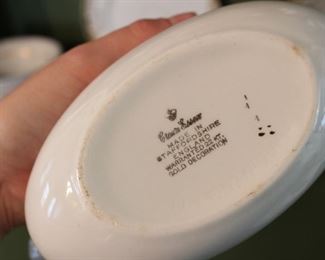 MADE IN
STAFFORDSHIRE
ENGLAND
WARRANTED 22 KT.
GOLD DECORATION